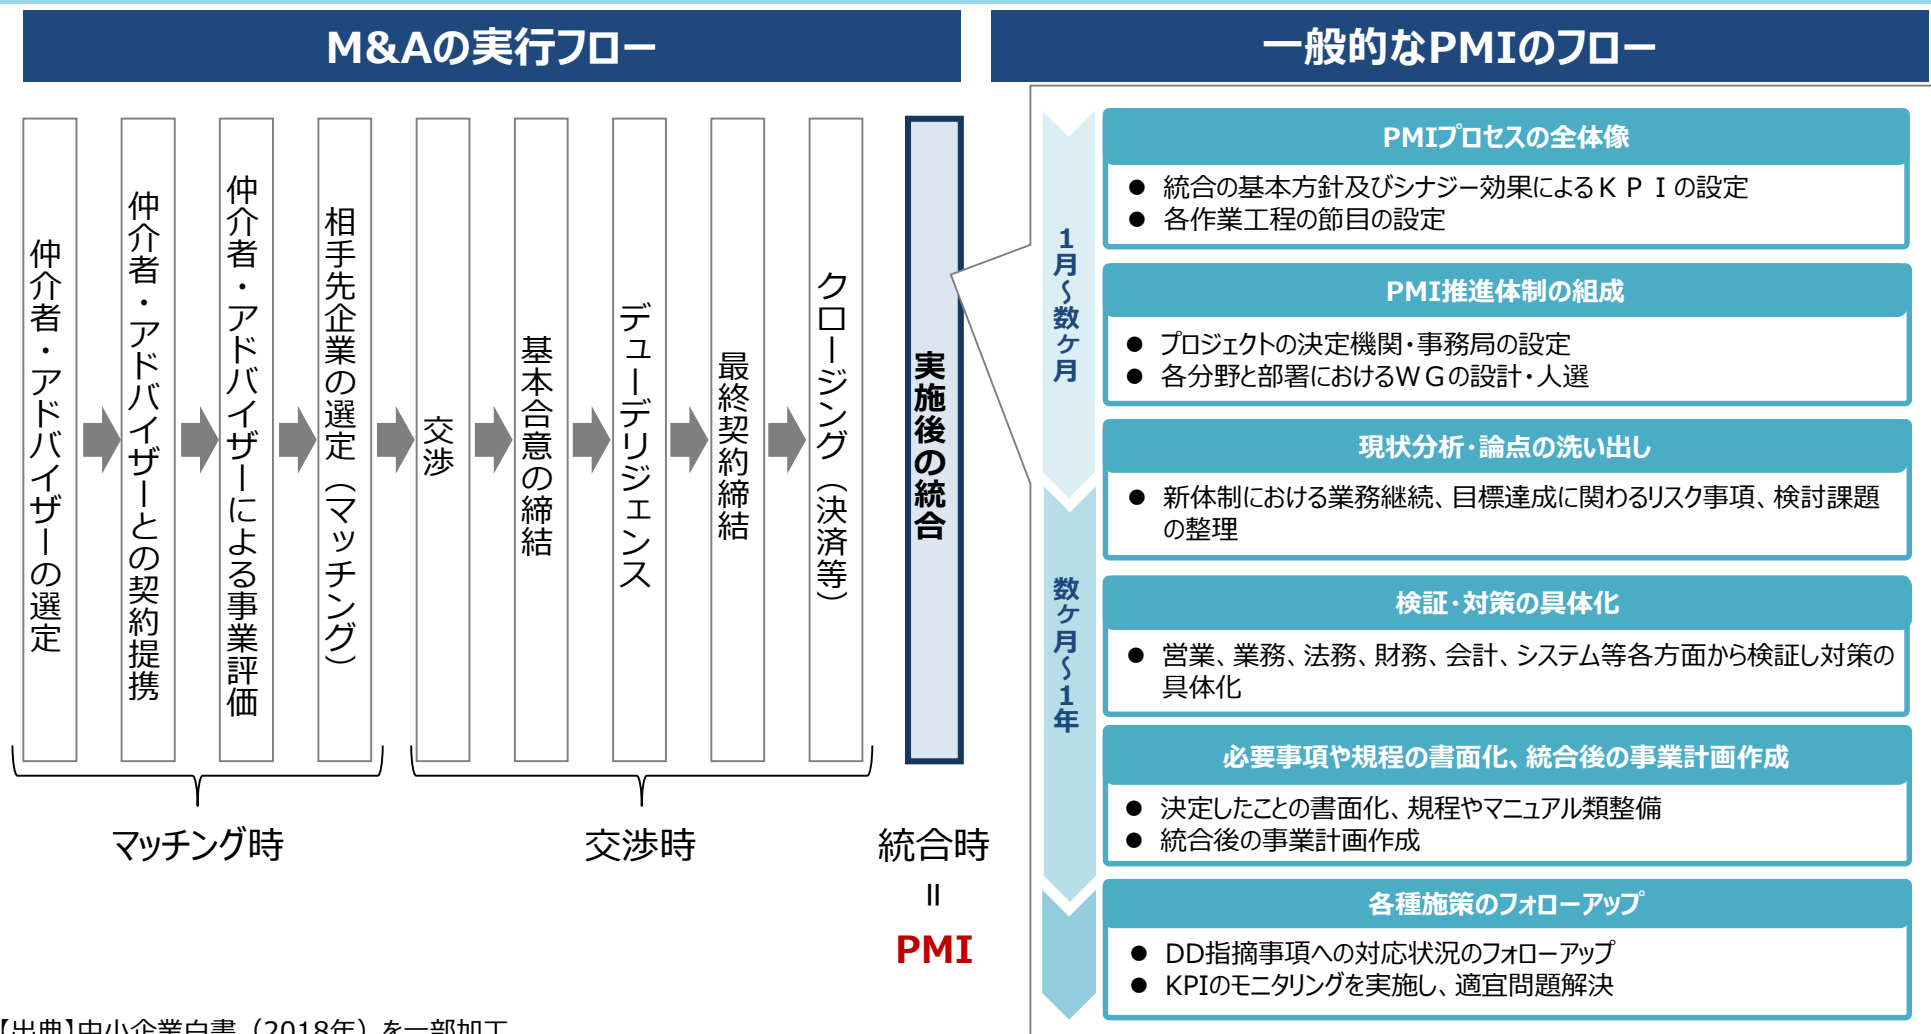 M&Aの実行フロー
一般的なPMIのフロー
仲介者・アドバイザーの選定
仲介者・アドバイザーとの契約提携
仲介者・アドバイザーによる事業評価
相手先企業の選定（マッチング）
交渉
基本合意の締結
デューデリジェンス
最終契約締結
クロージング（決済等）
実施後の統合
マッチング時
交渉時
統合時
＝
PMI
1月～数ヶ月
数ヶ月～1年
PMIプロセスの全体像
● 統合の基本方針及びシナジー効果によるＫＰＩの設定
● 各作業工程の節目の設定
PMI推進体制の組成
● プロジェクトの決定機関・事務局の設定
● 各分野と部署におけるＷＧの設計・人選
現状分析・論点の洗い出し
● 新体制における業務継続、目標達成に関わるリスク事項、検討課題
の整理
検証・対策の具体化
● 営業、業務、法務、財務、会計、システム等各方面から検証し対策の
具体化
必要事項や規程の書面化、統合後の事業計画作成
● 決定したことの書面化、規程やマニュアル類整備
● 統合後の事業計画作成
各種施策のフォローアップ
● DD指摘事項への対応状況のフォローアップ
● KPIのモニタリングを実施し、適宜問題解決
【出典】中小企業白書（2018年）を一部加工